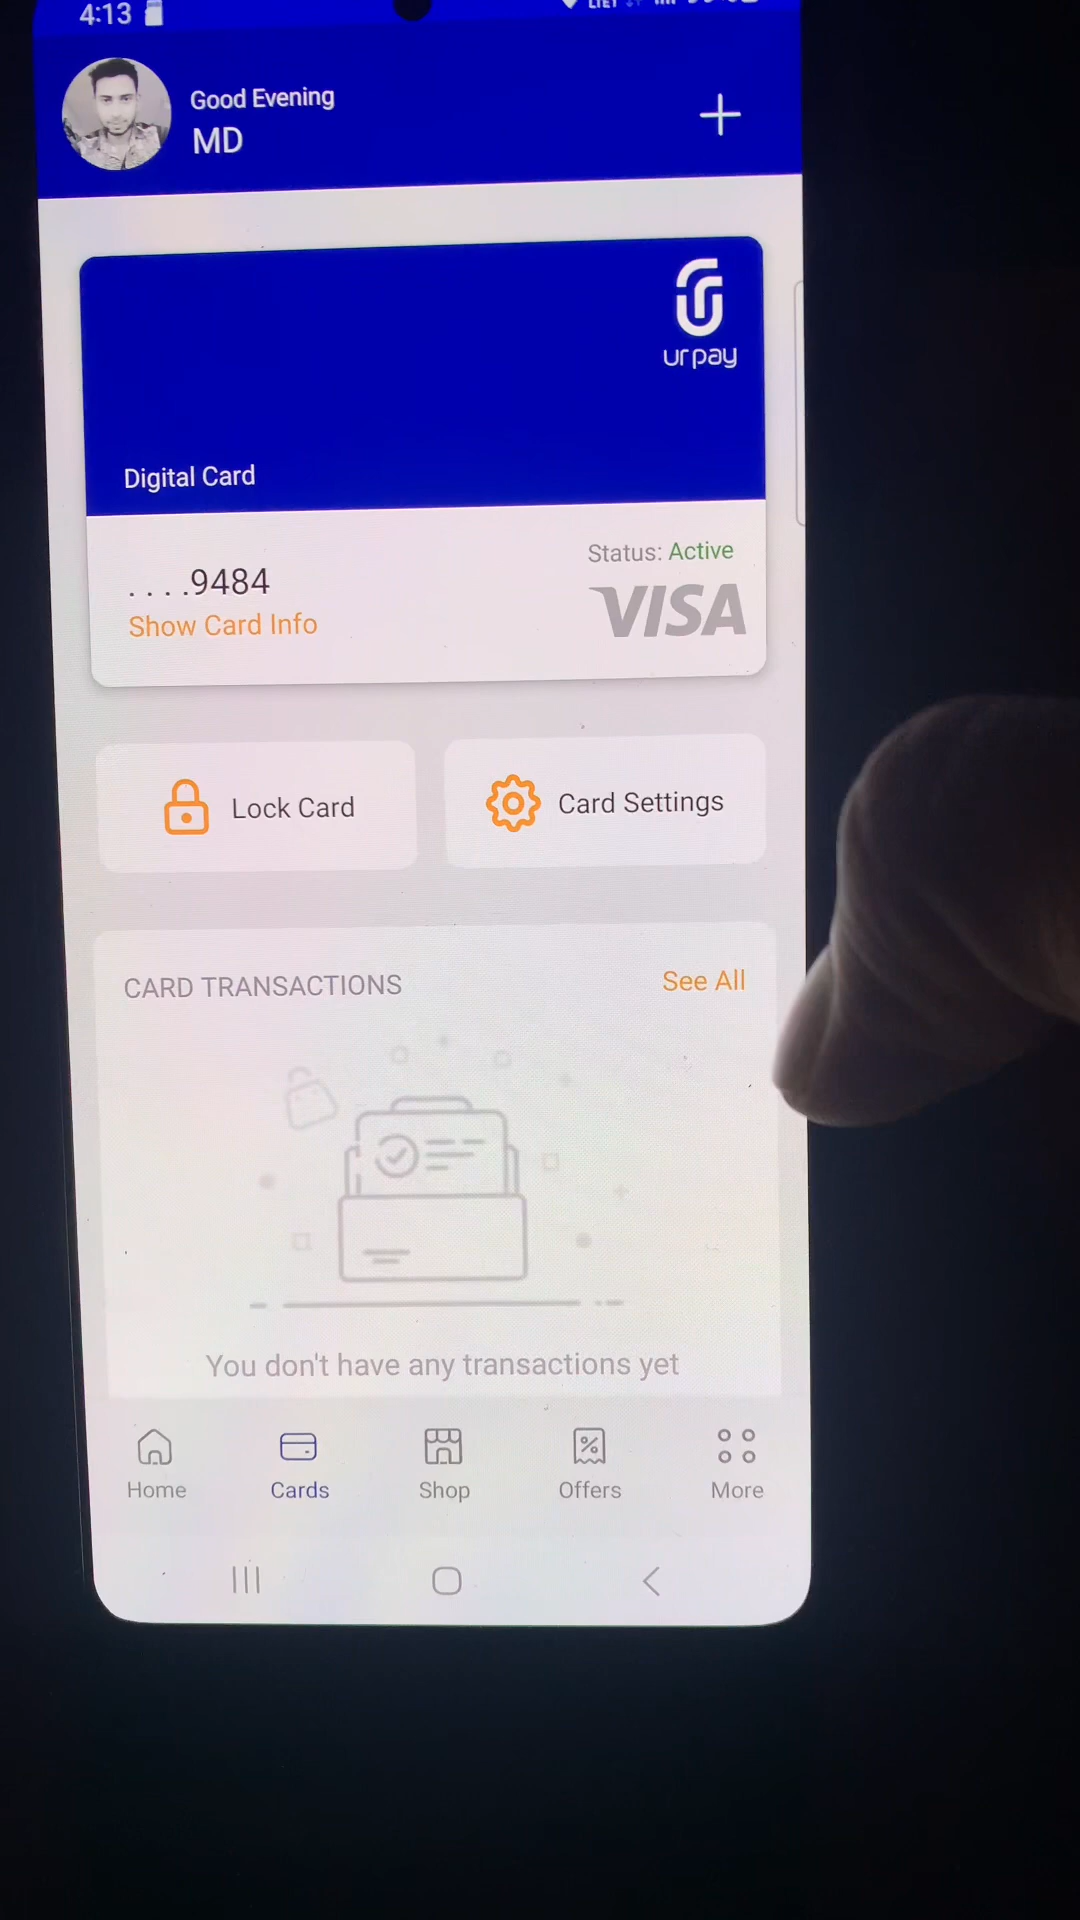 4:13
Good Evening
MD
urpay
Digital Card
....9484
Show Card Info
Status: Active
VISA
Lock Card
Card Settings
CARD TRANSACTIONS
See All
You don't have any transactions yet
Home
Cards
Shop
Offers
More